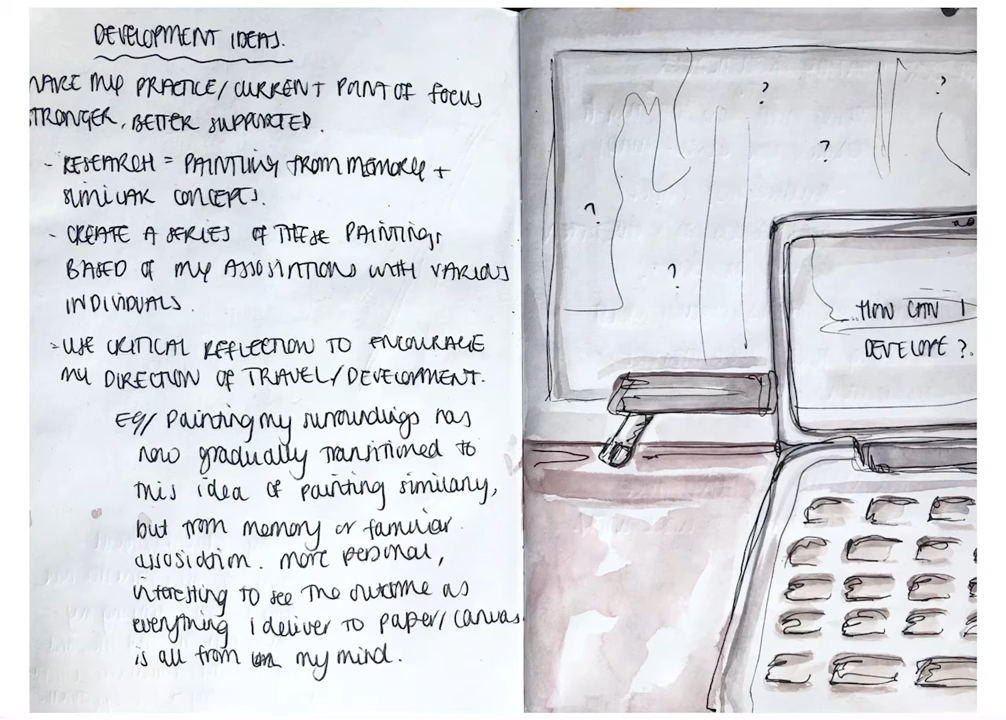 DEVELOPMENT IDEAS.
MAKE MY PRACTICE/CURRENT POINT OF FOCUS
STRONGER, BETTER SUPPORTED.
- RESEARCH = PAINTING FROM MEMORY +
SIMILAR CONCEPTS.
- CREATE A SERIES OF THESE PAINTINGS
BASED OF MY ASSOSIATIONS WITH VARIOUS
INDIVIDUALS.
- USE CRITICAL REFLECTION TO ENCOURAGE
MY DIRECTION OF TRAVEL/DEVELOPMENT.
EG/ Painting my surroundings has
now gradually transitioned to
this idea of painting similarly,
but from memory or familiar
assosidtion. more personal,
interesting to see the outcome as
everything i deliver to paper/canvas
is all from my mind.
?
?
?
?
?
...HOW CAN I
DEVELOPE?.